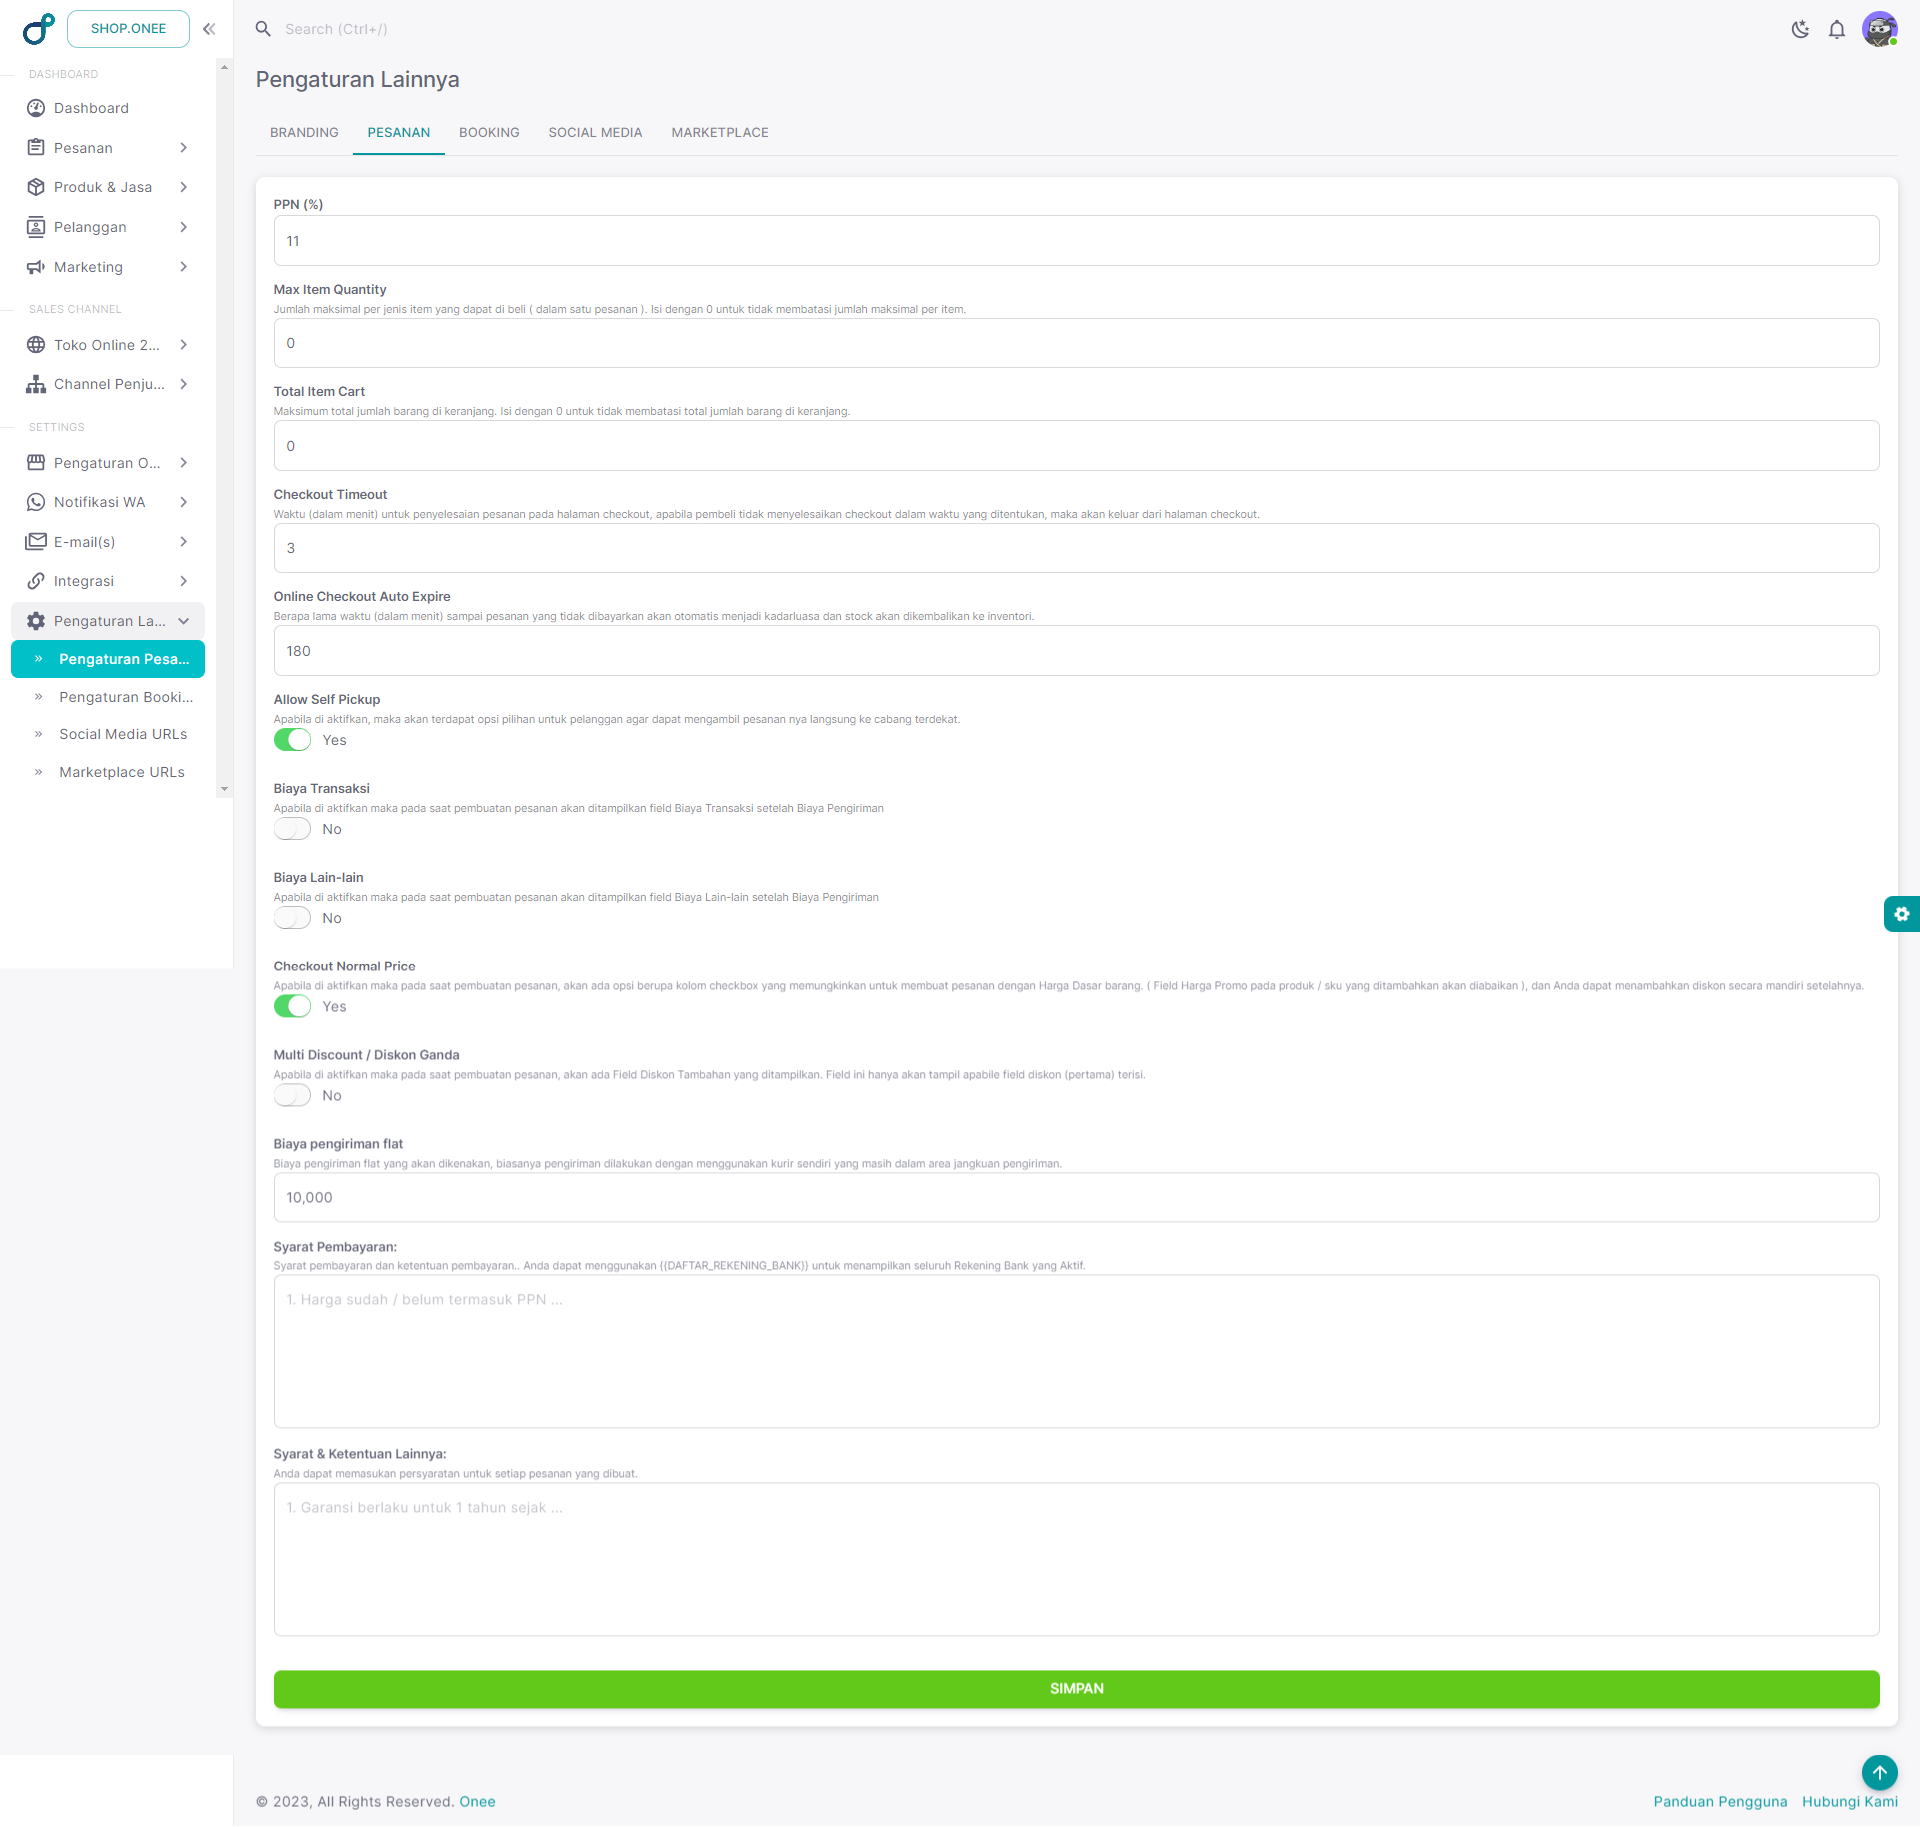 SHOP.ONEE
DASHBOARD
Dashboard
Pesanan
Produk & Jasa
Pelanggan
Marketing
SALES CHANNEL
Toko Online 2...
Channel Penju...
SETTINGS
Pengaturan O...
Notifikasi WA
E-mail(s)
Integrasi
Pengaturan La...
» Pengaturan Pesa...
» Pengaturan Booki...
» Social Media URLs
» Marketplace URLs
Search (Ctrl+/)
Pengaturan Lainnya
BRANDING PESANAN BOOKING SOCIAL MEDIA MARKETPLACE
PPN (%)
11
Max Item Quantity
Jumlah maksimal per jenis item yang dapat di beli ( dalam satu pesanan ). Isi dengan 0 untuk tidak membatasi jumlah maksimal per item.
0
Total Item Cart
Maksimum total jumlah barang di keranjang. Isi dengan 0 untuk tidak membatasi total jumlah barang di keranjang.
0
Checkout Timeout
Waktu (dalam menit) untuk penyelesaian pesanan pada halaman checkout, apabila pembeli tidak menyelesaikan checkout dalam waktu yang ditentukan, maka akan keluar dari halaman checkout.
3
Online Checkout Auto Expire
Berapa lama waktu (dalam menit) sampai pesanan yang tidak dibayarkan akan otomatis menjadi kadarluasa dan stock akan dikembalikan ke inventori.
180
Allow Self Pickup
Apabila di aktifkan, maka akan terdapat opsi pilihan untuk pelanggan agar dapat mengambil pesanan nya langsung ke cabang terdekat.
Yes
Biaya Transaksi
Apabila di aktifkan maka pada saat pembuatan pesanan akan ditampilkan field Biaya Transaksi setelah Biaya Pengiriman
No
Biaya Lain-lain
Apabila di aktifkan maka pada saat pembuatan pesanan akan ditampilkan field Biaya Lain-lain setelah Biaya Pengiriman
No
Checkout Normal Price
Apabila di aktifkan maka pada saat pembuatan pesanan, akan ada opsi berupa kolom checkbox yang memungkinkan untuk membuat pesanan dengan Harga Dasar barang. ( Field Harga Promo pada produk / sku yang ditambahkan akan diabaikan ), dan Anda dapat menambahkan diskon secara mandiri setelahnya.
Yes
Multi Discount / Diskon Ganda
Apabila di aktifkan maka pada saat pembuatan pesanan, akan ada Field Diskon Tambahan yang ditampilkan. Field ini hanya akan tampil apabile field diskon (pertama) terisi.
No
Biaya pengiriman flat
Biaya pengiriman flat yang akan dikenakan, biasanya pengiriman dilakukan dengan menggunakan kurir sendiri yang masih dalam area jangkuan pengiriman.
10,000
Syarat Pembayaran:
Syarat pembayaran dan ketentuan pembayaran.. Anda dapat menggunakan {{DAFTAR_REKENING_BANK}} untuk menampilkan seluruh Rekening Bank yang Aktif.
1. Harga sudah / belum termasuk PPN ...
Syarat & Ketentuan Lainnya:
Anda dapat memasukan persyaratan untuk setiap pesanan yang dibuat.
1. Garansi berlaku untuk 1 tahun sejak ...
SIMPAN
© 2023, All Rights Reserved. Onee
Panduan Pengguna Hubungi Kami